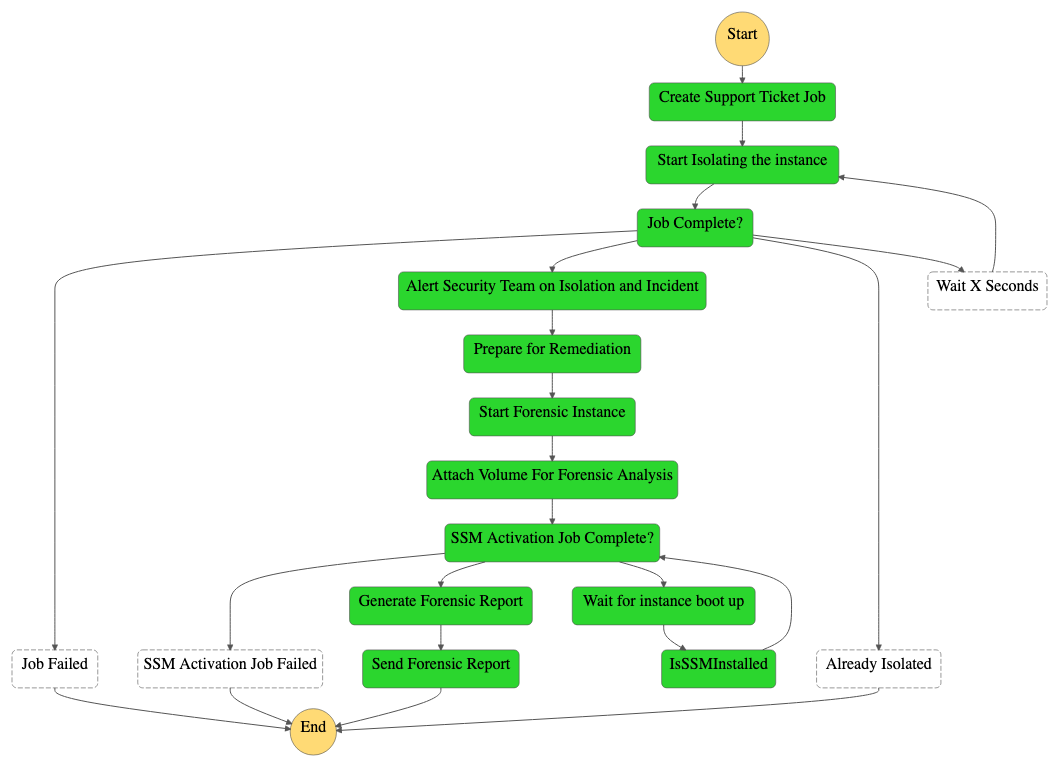 Start
Create Support Ticket Job
Start Isolating the instance
Job Complete?
Alert Security Team on Isolation and Incident
Wait X Seconds
Prepare for Remediation
Start Forensic Instance
Attach Volume For Forensic Analysis
SSM Activation Job Complete?
Generate Forensic Report
Wait for instance boot up
Job Failed
SSM Activation Job Failed
Send Forensic Report
IsSSMInstalled
Already Isolated
End